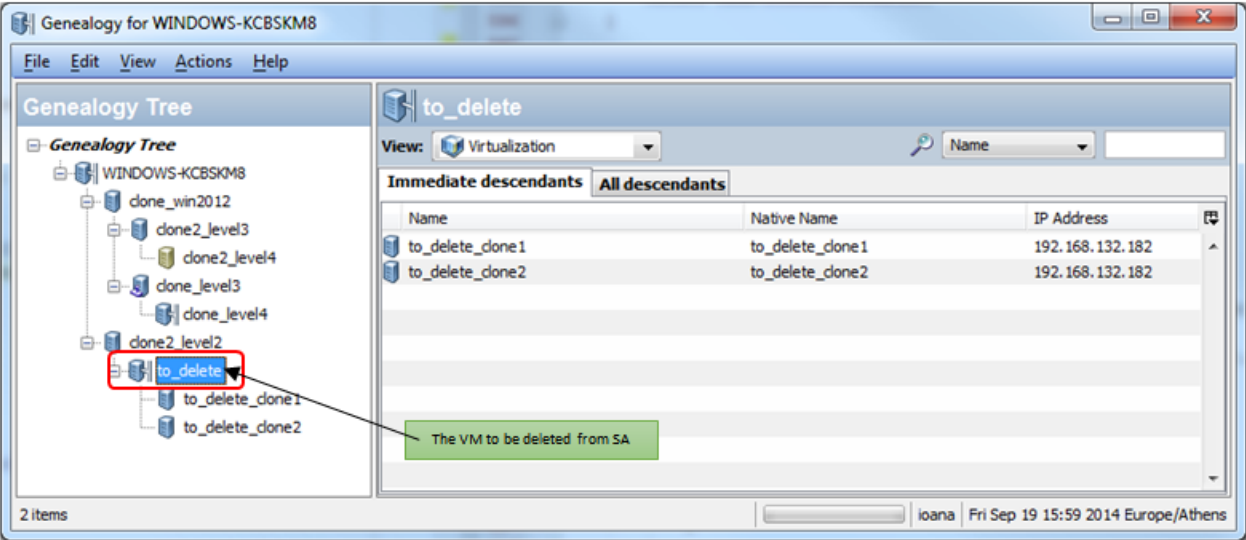 Genealogy for WINDOWS-KCBSKM8
File Edit View Actions Help
Genealogy Tree
Genealogy Tree
WINDOWS-KCBSKM8
clone_win2012
clone2_level3
clone2_level4
clone_level3
clone_level4
clone2_level2
to_delete
to_delete_clone1
to_delete_clone2
to_delete
View: Virtualization Name
Immediate descendants All descendants
Name Native Name IP Address
to_delete_clone1 to_delete_clone1 192.168.132.182
to_delete_clone2 to_delete_clone2 192.168.132.182
The VM to be deleted from SA
2 items ioana Fri Sep 19 15:59 2014 Europe/Athens